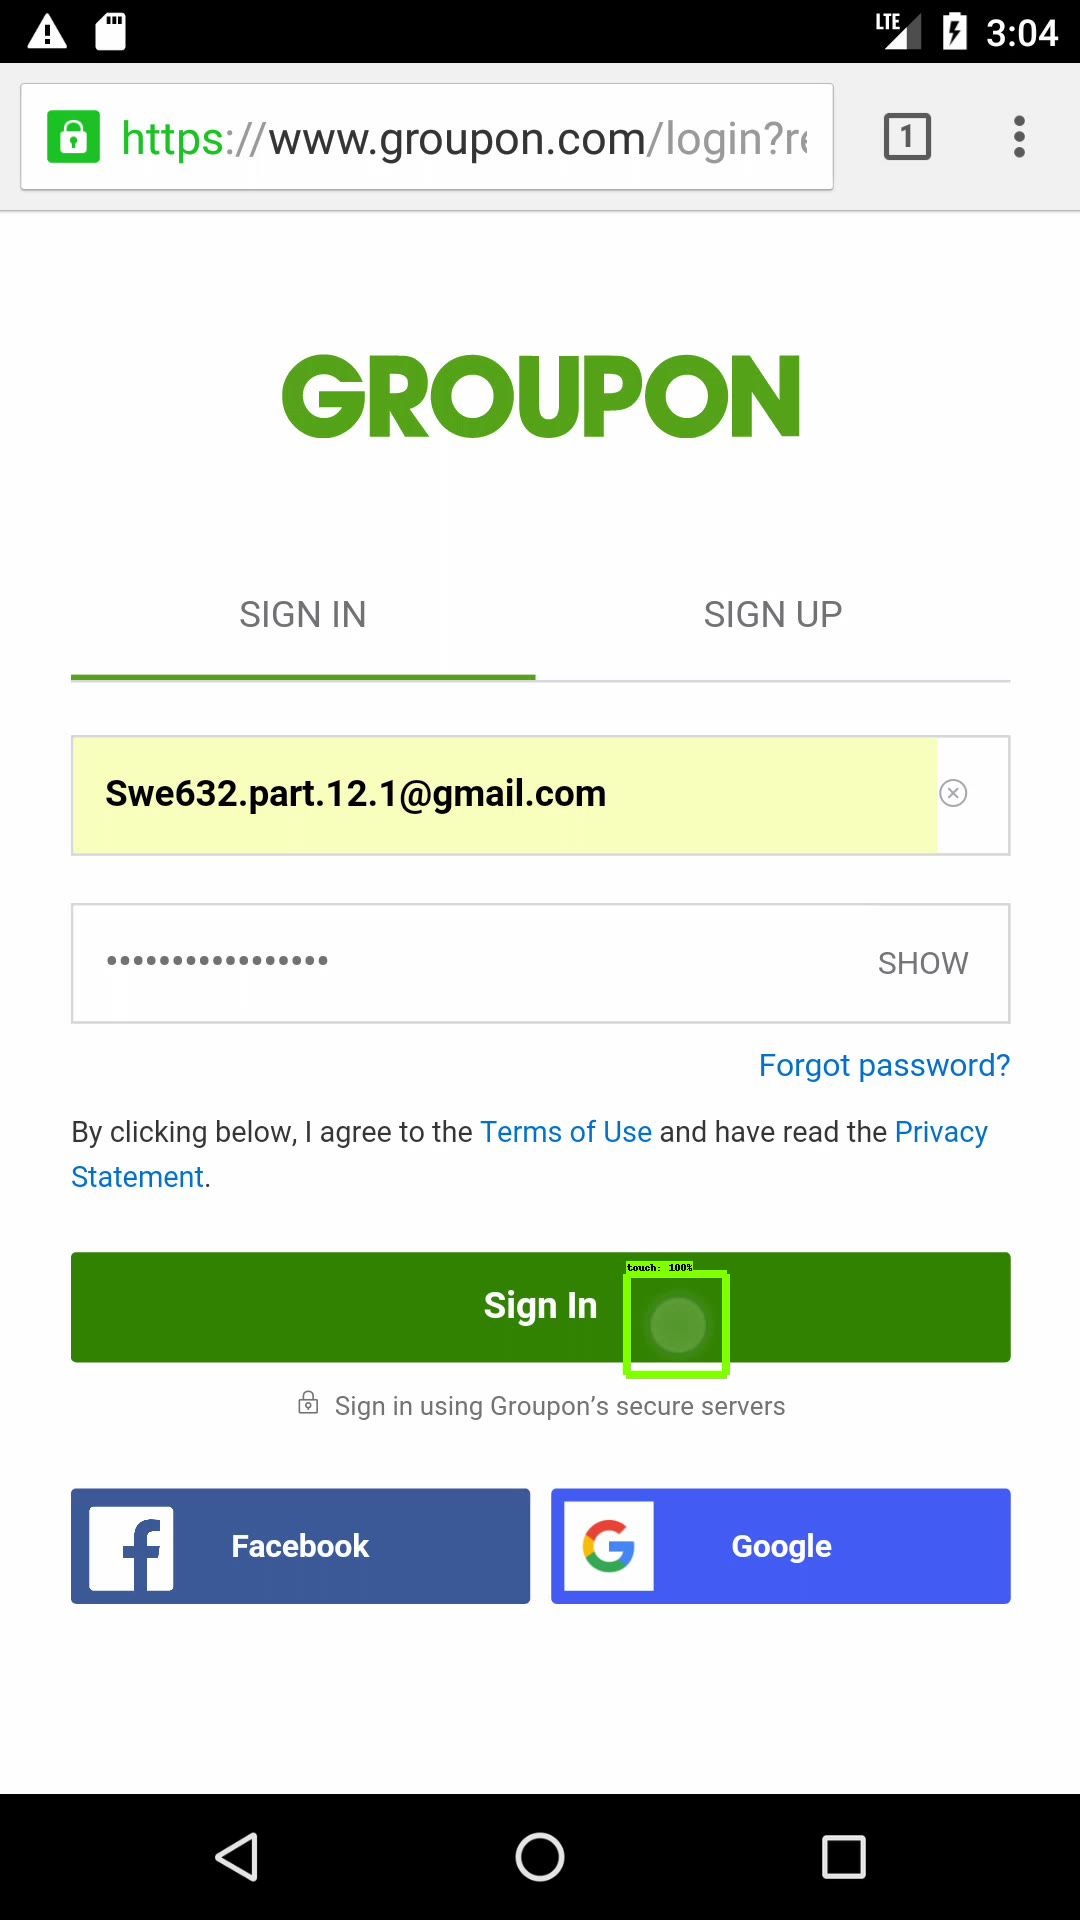 LTE 3:04
https://www.groupon.com/login?re
1
GROUPON
SIGN IN SIGN UP
Swe632.part.12.1@gmail.com
••••••••••••••••• SHOW
Forgot password?
By clicking below, I agree to the Terms of Use and have read the Privacy
Statement.
touch: 100%
Sign In
Sign in using Groupon’s secure servers
Facebook Google